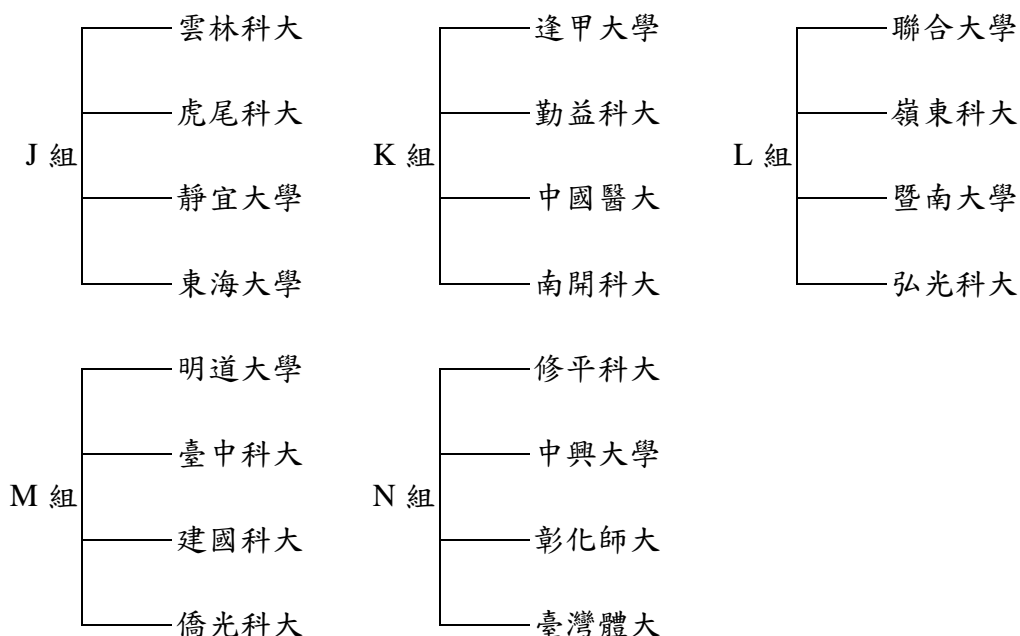 J 組
雲林科大
虎尾科大
靜宜大學
東海大學
K 組
逢甲大學
勤益科大
中國醫大
南開科大
L 組
聯合大學
嶺東科大
暨南大學
弘光科大
M 組
明道大學
臺中科大
建國科大
僑光科大
N 組
修平科大
中興大學
彰化師大
臺灣體大